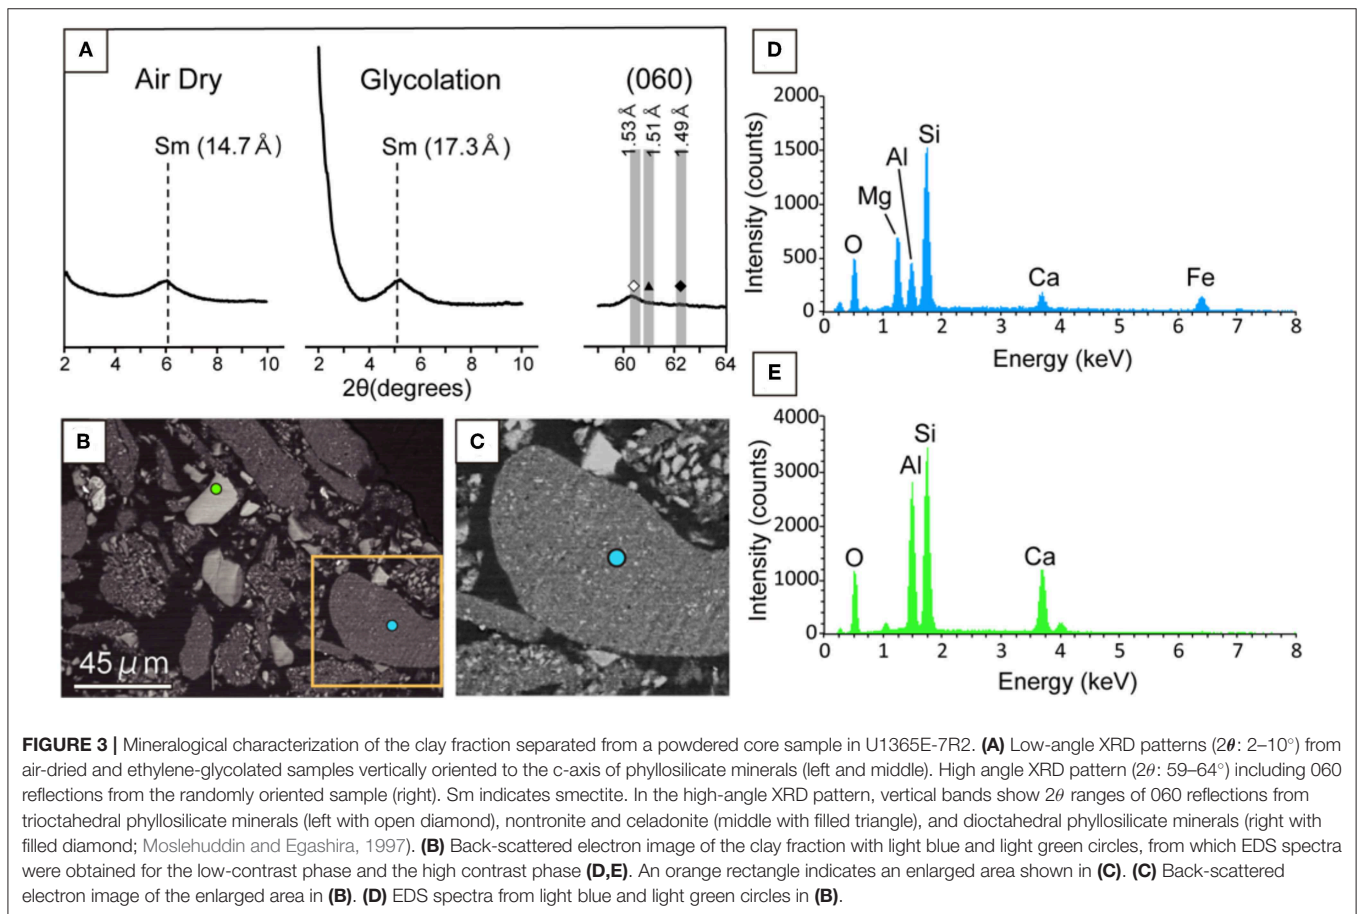 A
Air Dry
Sm (14.7 Å)
2 4 6 8 10
Glycolation
Sm (17.3 Å)
2 4 6 8 10
(060)
1.53 Å
1.51 Å
1.49 Å
60 62 64
2θ(degrees)
B
45 μm
C
D
Intensity (counts)
2000
1500
1000
500
0
O
Mg
Al
Si
Ca
Fe
0 1 2 3 4 5 6 7 8
Energy (keV)
E
Intensity (counts)
4000
3000
2000
1000
0
O
Al
Si
Ca
0 1 2 3 4 5 6 7 8
Energy (keV)
FIGURE 3 | Mineralogical characterization of the clay fraction separated from a powdered core sample in U1365E-7R2. (A) Low-angle XRD patterns (2θ: 2–10°) from
air-dried and ethylene-glycolated samples vertically oriented to the c-axis of phyllosilicate minerals (left and middle). High angle XRD pattern (2θ: 59–64°) including 060
reflections from the randomly oriented sample (right). Sm indicates smectite. In the high-angle XRD pattern, vertical bands show 2θ ranges of 060 reflections from
trioctahedral phyllosilicate minerals (left with open diamond), nontronite and celadonite (middle with filled triangle), and dioctahedral phyllosilicate minerals (right with
filled diamond; Moslehuddin and Egashira, 1997). (B) Back-scattered electron image of the clay fraction with light blue and light green circles, from which EDS spectra
were obtained for the low-contrast phase and the high contrast phase (D,E). An orange rectangle indicates an enlarged area shown in (C). (C) Back-scattered
electron image of the enlarged area in (B). (D) EDS spectra from light blue and light green circles in (B).